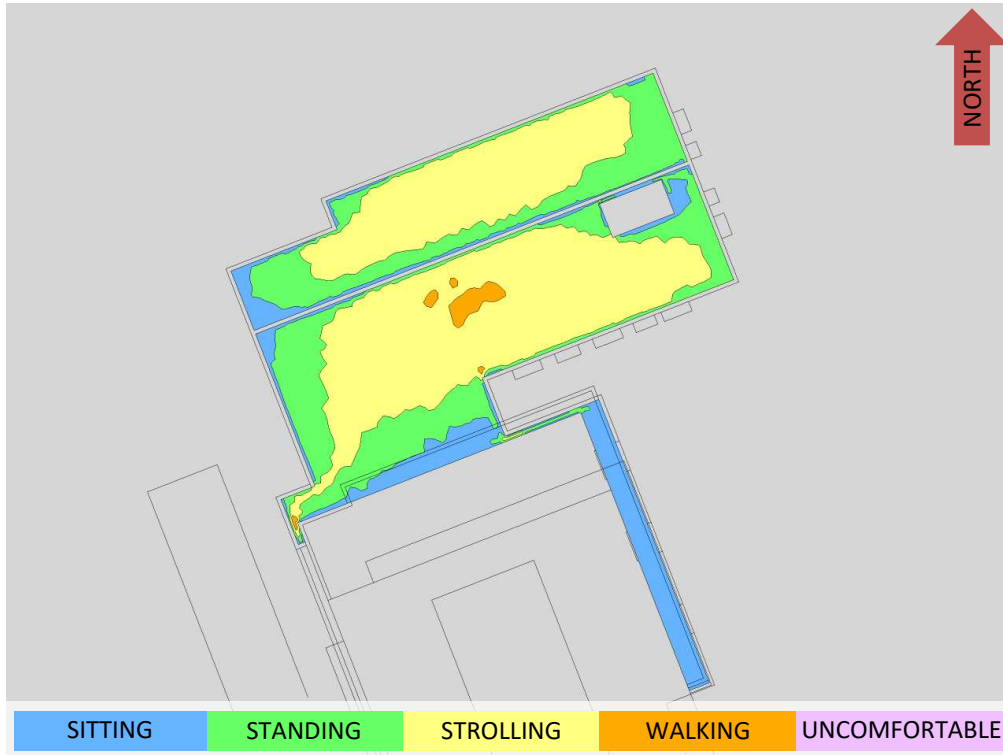 NORTH
SITTING
STANDING
STROLLING
WALKING
UNCOMFORTABLE